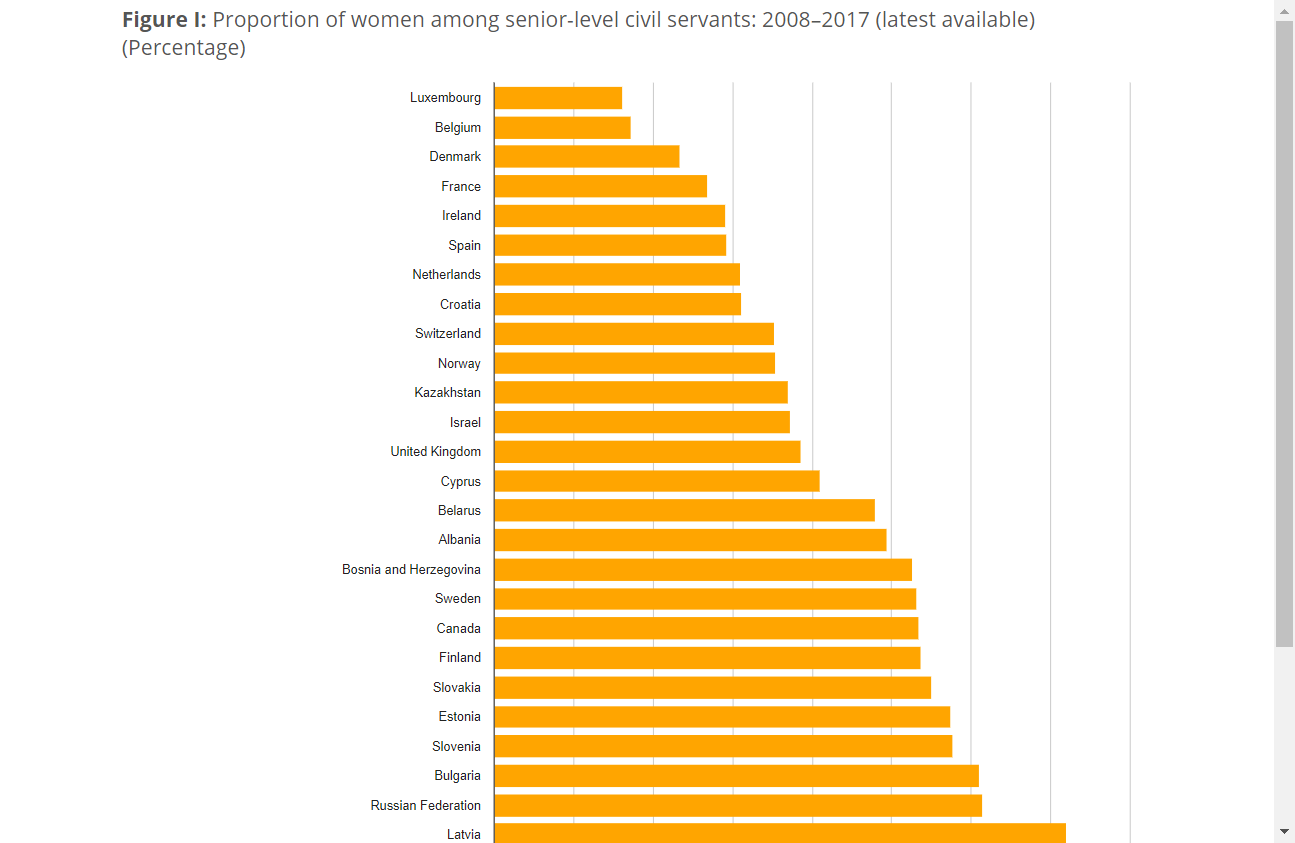 Figure I: Proportion of women among senior-level civil servants: 2008–2017 (latest available)
(Percentage)
Luxembourg
Belgium
Denmark
France
Ireland
Spain
Netherlands
Croatia
Switzerland
Norway
Kazakhstan
Israel
United Kingdom
Cyprus
Belarus
Albania
Bosnia and Herzegovina
Sweden
Canada
Finland
Slovakia
Estonia
Slovenia
Bulgaria
Russian Federation
Latvia